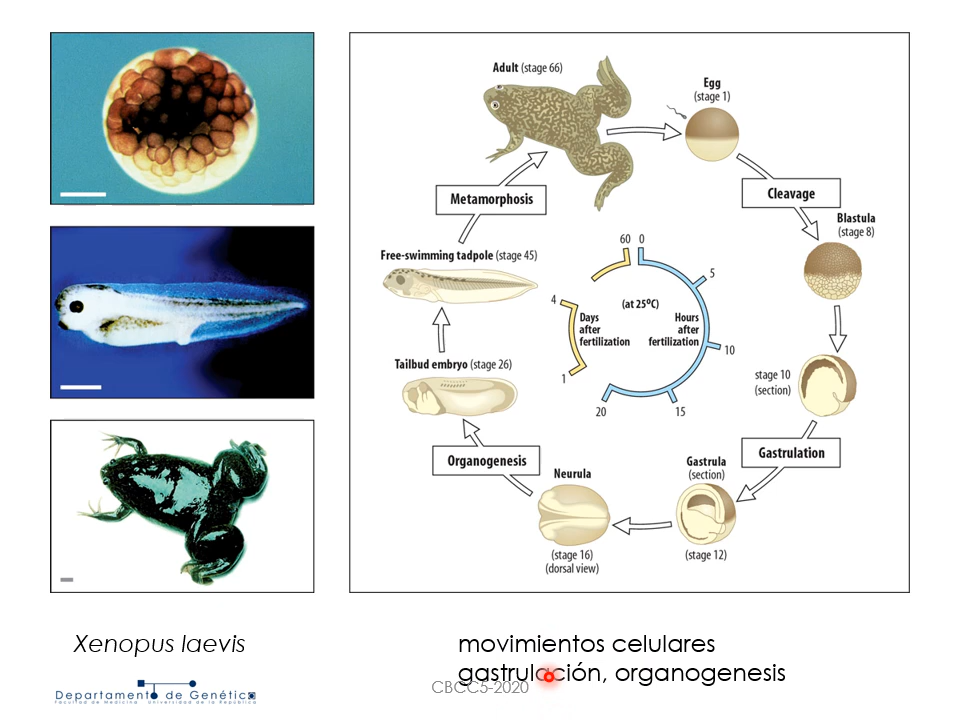 Adult (stage 66)
Egg
(stage 1)
Cleavage
Blastula
(stage 8)
stage 10
(section)
Gastrulation
Gastrula
(section)
(stage 12)
Neurula
(stage 16)
(dorsal view)
Organogenesis
Tailbud embryo (stage 26)
Free-swimming tadpole (stage 45)
Metamorphosis
60 0
5
10
15
20
1
4
(at 25ºC)
Days
after
fertilization
Hours
after
fertilization
Xenopus laevis
movimientos celulares
gastrulación, organogenesis
CBCC5-2020
Departamento de Genética
Facultad de Medicina Universidad de la República